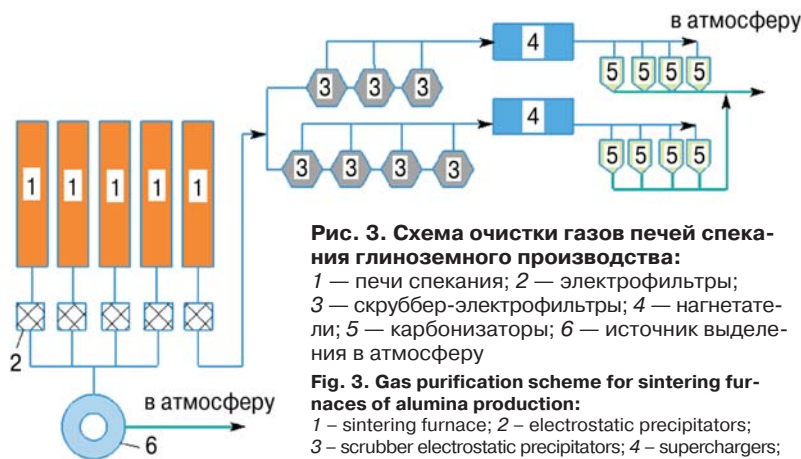 в атмосферу
4
3 3 3
5 5 5 5
4
1 1 1 1 1
3 3 3 3
5 5 5 5
2
в атмосферу
6
Рис. 3. Схема очистки газов печей спека-
ния глиноземного производства:
1 — печи спекания; 2 — электрофильтры;
3 — скруббер-электрофильтры; 4 — нагнетате-
ли; 5 — карбонизаторы; 6 — источник выделе-
ния в атмосферу
Fig. 3. Gas purification scheme for sintering fur-
naces of alumina production:
1 – sintering furnace; 2 – electrostatic precipitators;
3 – scrubber electrostatic precipitators; 4 – superchargers;